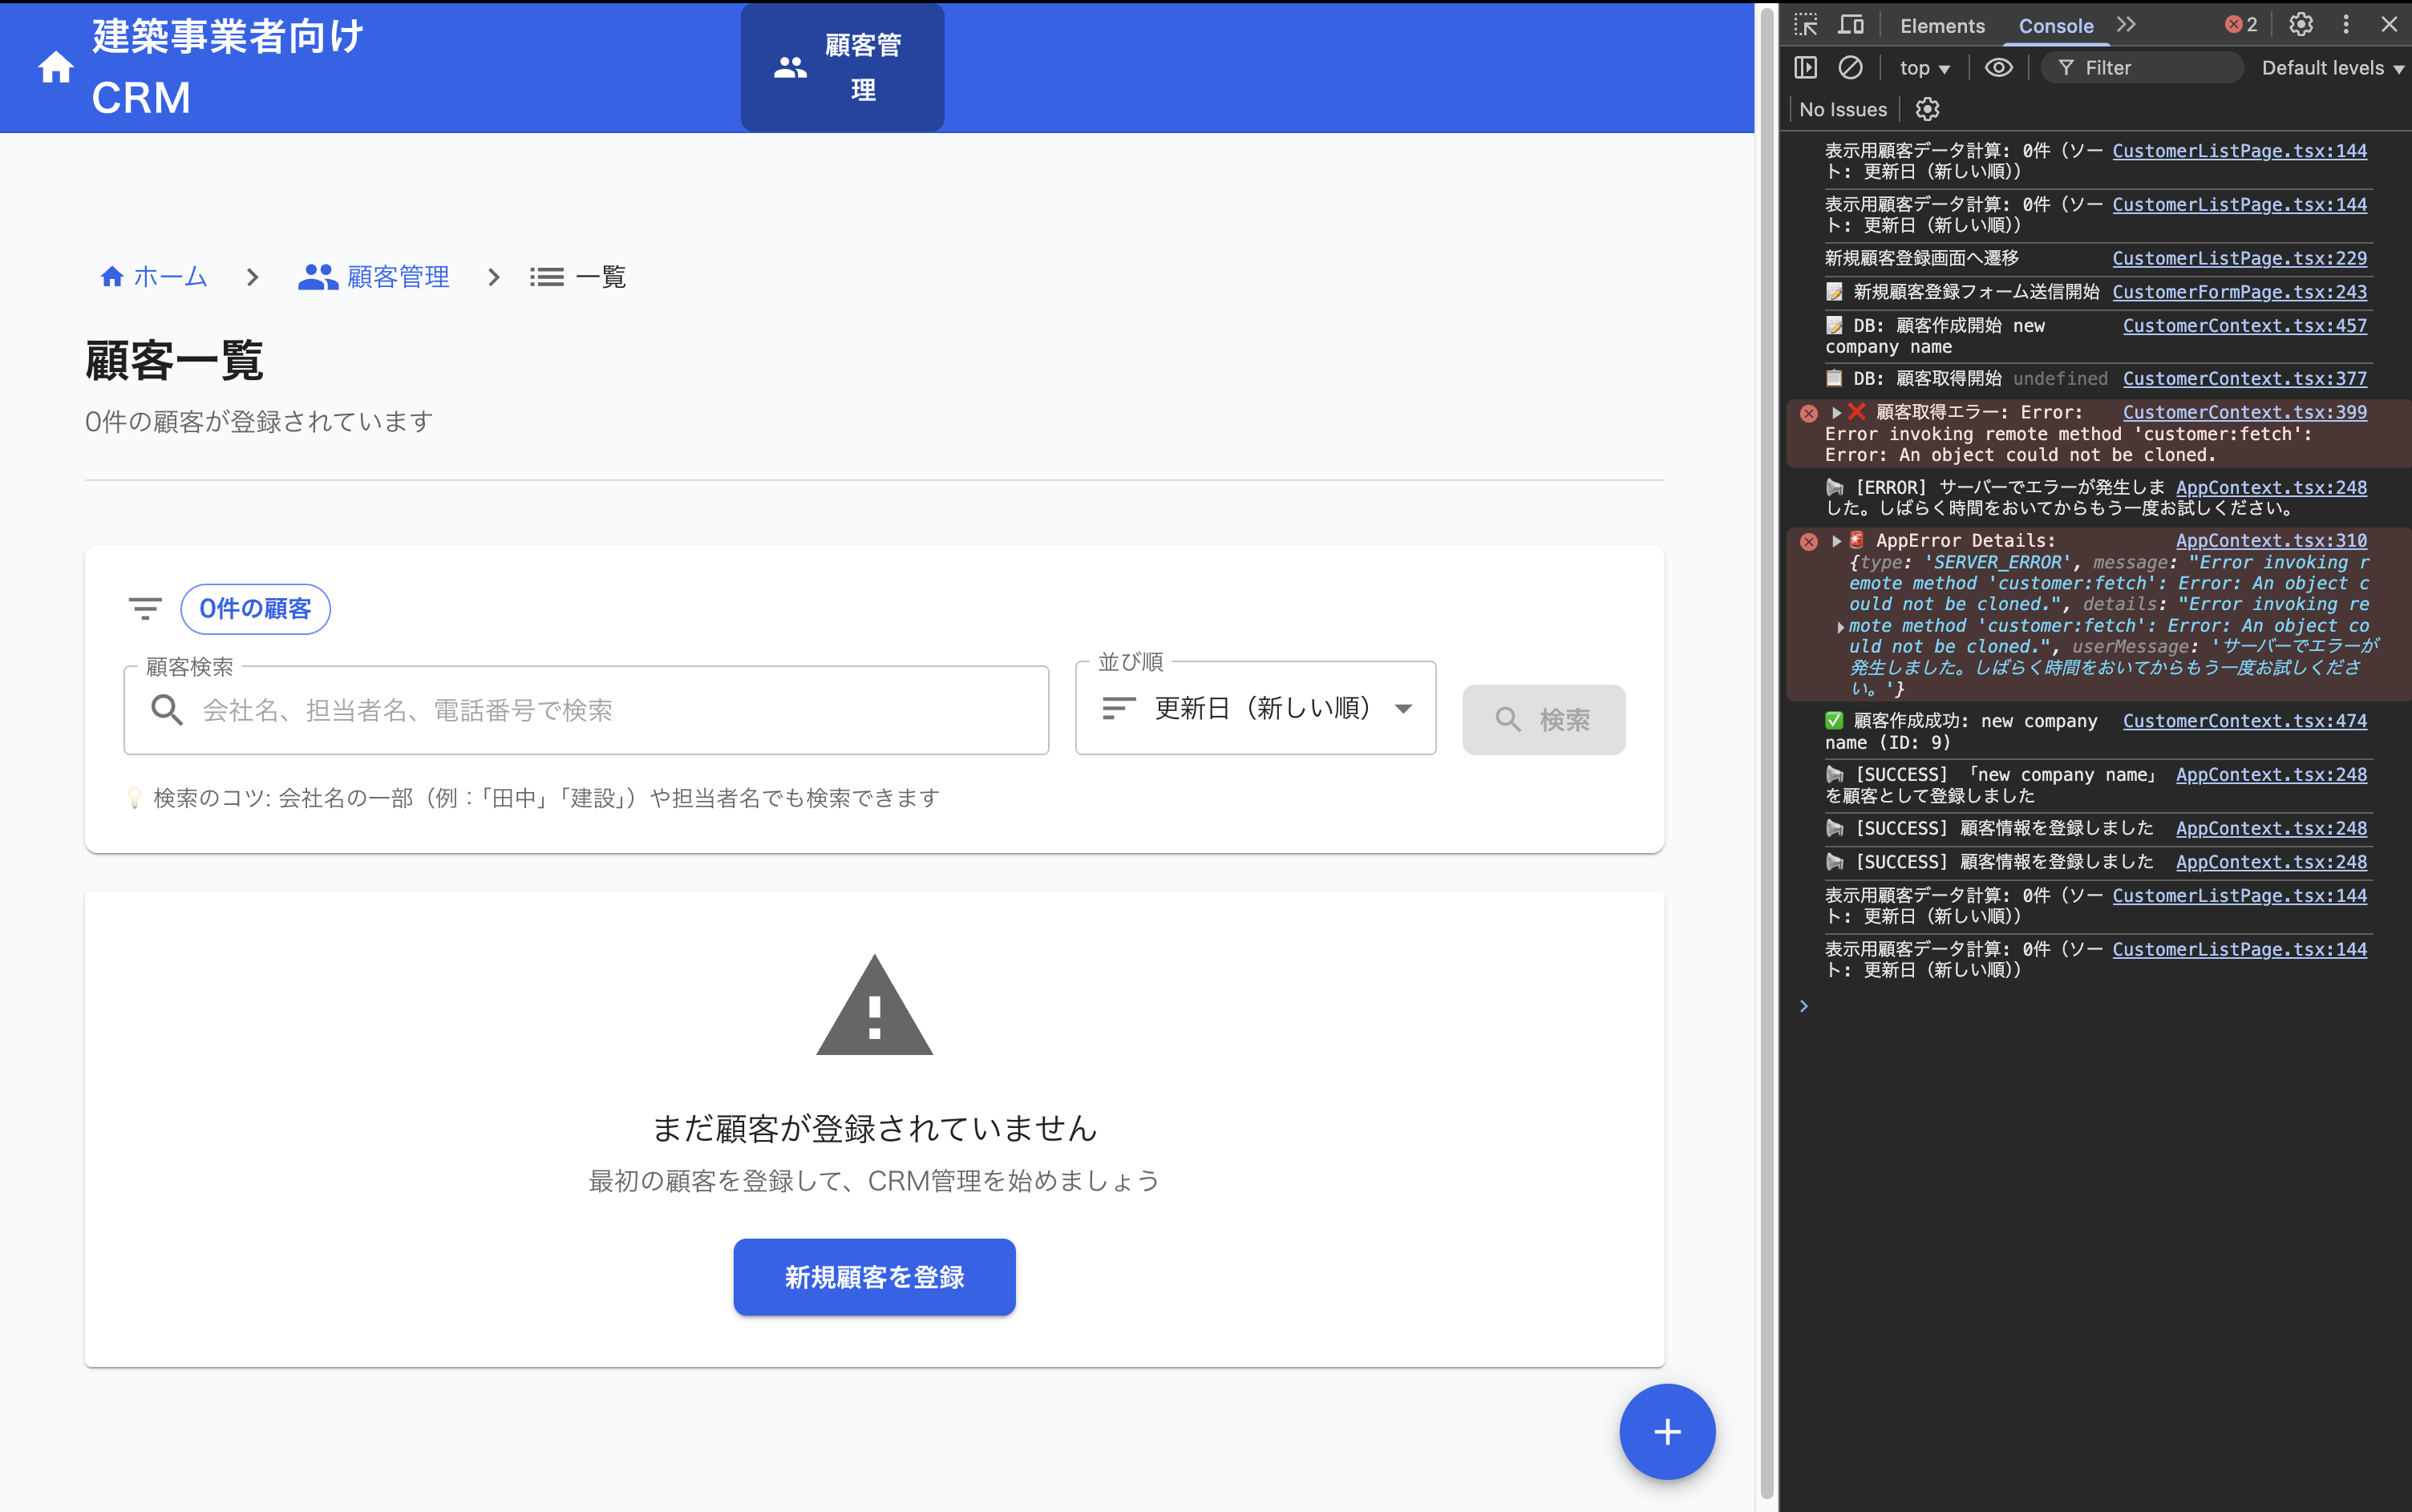 建築事業者向け
CRM
顧客管
理
ホーム
顧客管理
一覧
顧客一覧
0件の顧客が登録されています
0件の顧客
顧客検索
会社名、担当者名、電話番号で検索
並び順
更新日（新しい順）
検索
💡 検索のコツ: 会社名の一部（例：「田中」「建設」）や担当者名でも検索できます
まだ顧客が登録されていません
最初の顧客を登録して、CRM管理を始めましょう
新規顧客を登録
+
Elements
Console
2
top
Filter
Default levels
No Issues
表示用顧客データ計算: 0件（ソー CustomerListPage.tsx:144
ト: 更新日（新しい順））
表示用顧客データ計算: 0件（ソー CustomerListPage.tsx:144
ト: 更新日（新しい順））
新規顧客登録画面へ遷移 CustomerListPage.tsx:229
📝 新規顧客登録フォーム送信開始 CustomerFormPage.tsx:243
📝 DB: 顧客作成開始 new CustomerContext.tsx:457
company name
📋 DB: 顧客取得開始 undefined CustomerContext.tsx:377
❌ 顧客取得エラー: Error: CustomerContext.tsx:399
Error invoking remote method 'customer:fetch':
Error: An object could not be cloned.
📢 [ERROR] サーバーでエラーが発生しま AppContext.tsx:248
した。しばらく時間をおいてからもう一度お試しください。
🚨 AppError Details: AppContext.tsx:310
{type: 'SERVER_ERROR', message: "Error invoking r
emote method 'customer:fetch': Error: An object c
ould not be cloned.", details: "Error invoking re
mote method 'customer:fetch': Error: An object co
uld not be cloned.", userMessage: 'サーバーでエラーが
発生しました。しばらく時間をおいてからもう一度お試しくださ
い。'}
✅ 顧客作成成功: new company CustomerContext.tsx:474
name (ID: 9)
📢 [SUCCESS] 「new company name」 AppContext.tsx:248
を顧客として登録しました
📢 [SUCCESS] 顧客情報を登録しました AppContext.tsx:248
📢 [SUCCESS] 顧客情報を登録しました AppContext.tsx:248
表示用顧客データ計算: 0件（ソー CustomerListPage.tsx:144
ト: 更新日（新しい順））
表示用顧客データ計算: 0件（ソー CustomerListPage.tsx:144
ト: 更新日（新しい順））